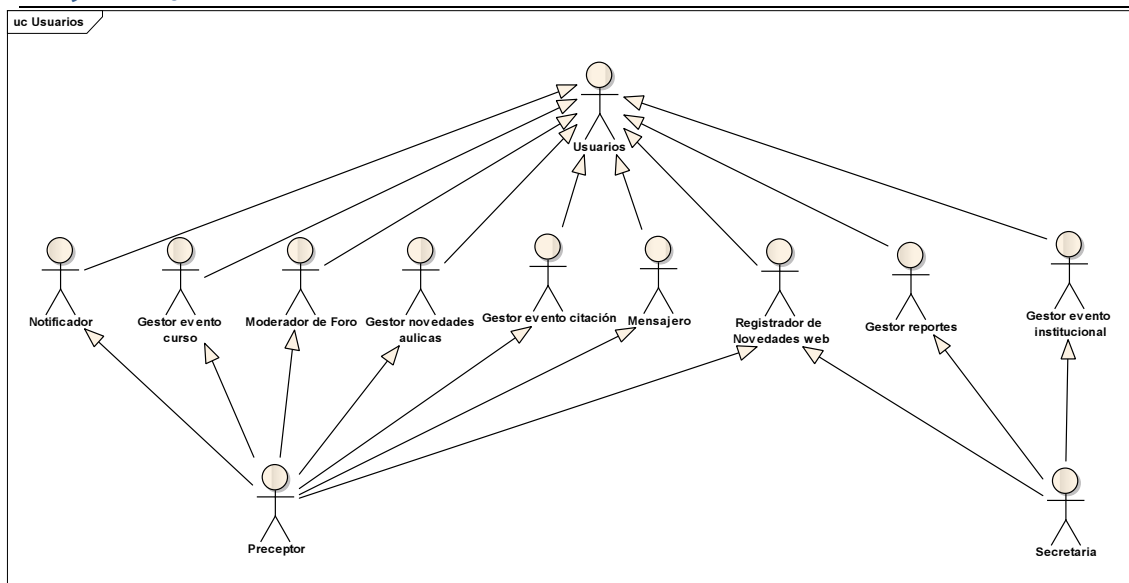 uc Usuarios
Usuarios
Notificador
Gestor evento
curso
Moderador de Foro
Gestor novedades
aulicas
Gestor evento citación
Mensajero
Registrador de
Novedades web
Gestor reportes
Gestor evento
institucional
Preceptor
Secretaria